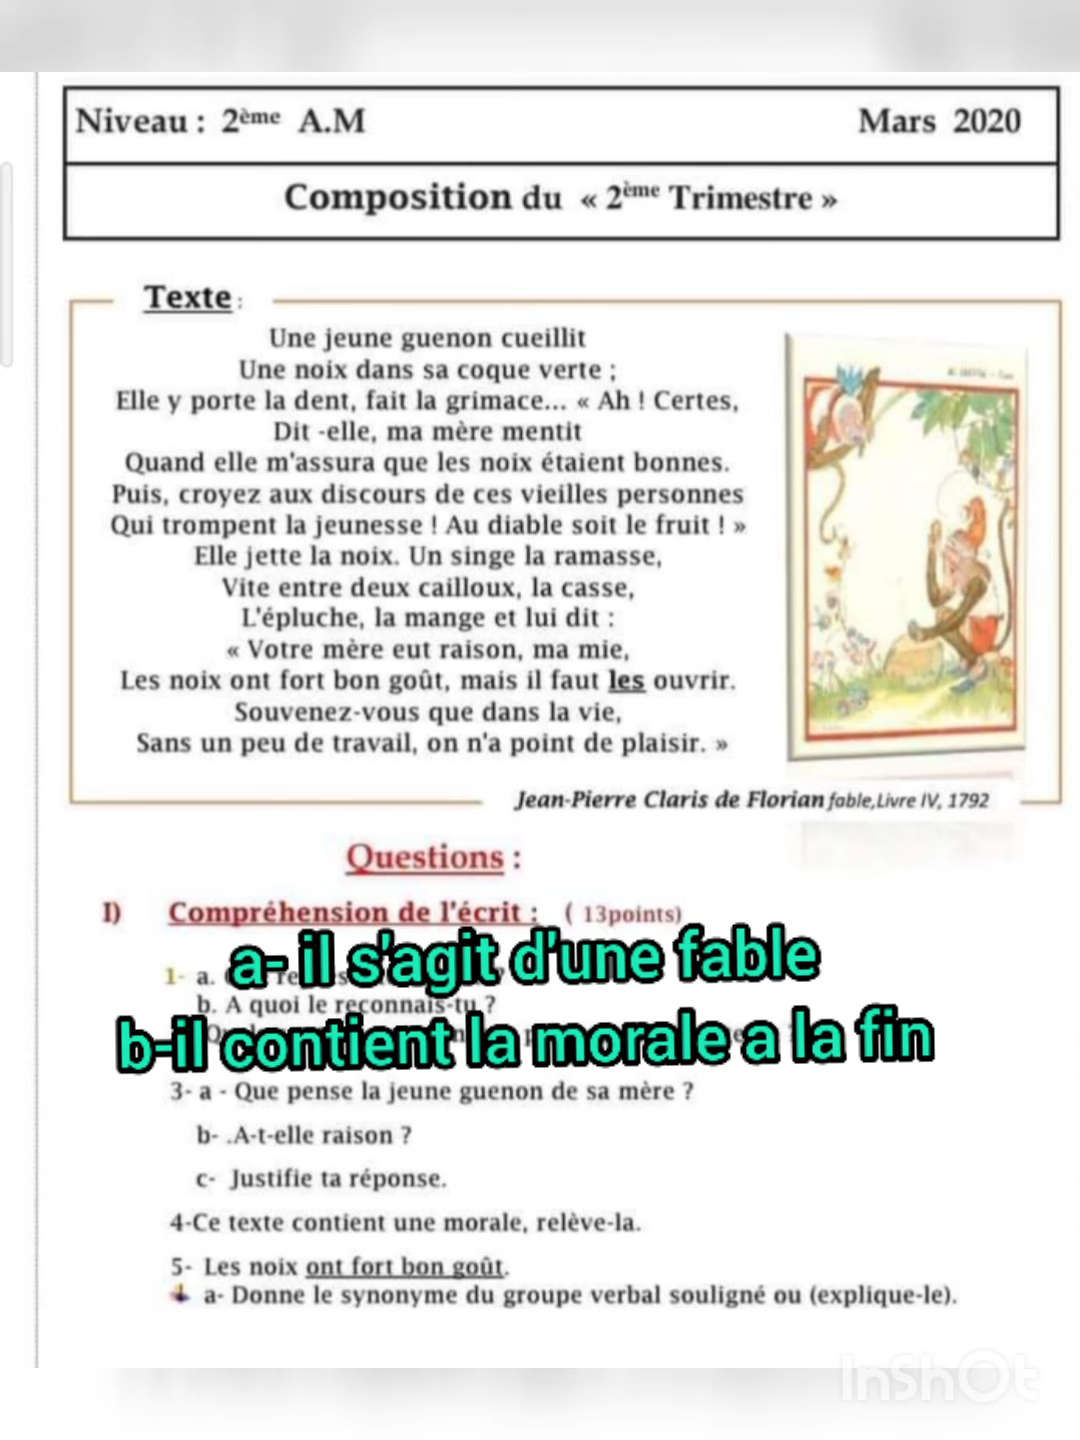 Niveau : 2ème A.M Mars 2020
Composition du « 2ème Trimestre »
Texte :
Une jeune guenon cueillit
Une noix dans sa coque verte ;
Elle y porte la dent, fait la grimace... « Ah ! Certes,
Dit -elle, ma mère mentit
Quand elle m'assura que les noix étaient bonnes.
Puis, croyez aux discours de ces vieilles personnes
Qui trompent la jeunesse ! Au diable soit le fruit ! »
Elle jette la noix. Un singe la ramasse,
Vite entre deux cailloux, la casse,
L'épluche, la mange et lui dit :
« Votre mère eut raison, ma mie,
Les noix ont fort bon goût, mais il faut les ouvrir.
Souvenez-vous que dans la vie,
Sans un peu de travail, on n'a point de plaisir. »
Jean-Pierre Claris de Florian fable,Livre IV, 1792
Questions :
I) Compréhension de l'écrit : ( 13points)
a- il s'agit d'une fable
1- a.
b. A quoi le reconnais-tu ?
b-il contient la morale a la fin
3- a - Que pense la jeune guenon de sa mère ?
b- .A-t-elle raison ?
c- Justifie ta réponse.
4-Ce texte contient une morale, relève-la.
5- Les noix ont fort bon goût.
a- Donne le synonyme du groupe verbal souligné ou (explique-le).
InShOt